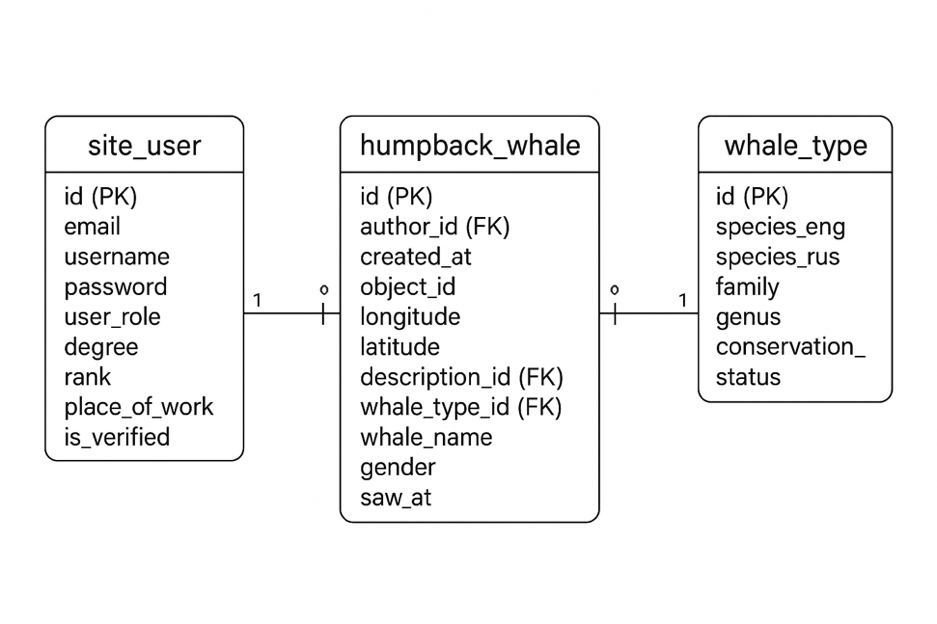 site_user
id (PK)
email
username
password
user_role
degree
rank
place_of_work
is_verified
1
o
humpback_whale
id (PK)
author_id (FK)
created_at
object_id
longitude
latitude
description_id (FK)
whale_type_id (FK)
whale_name
gender
saw_at
o
1
whale_type
id (PK)
species_eng
species_rus
family
genus
conservation_
status